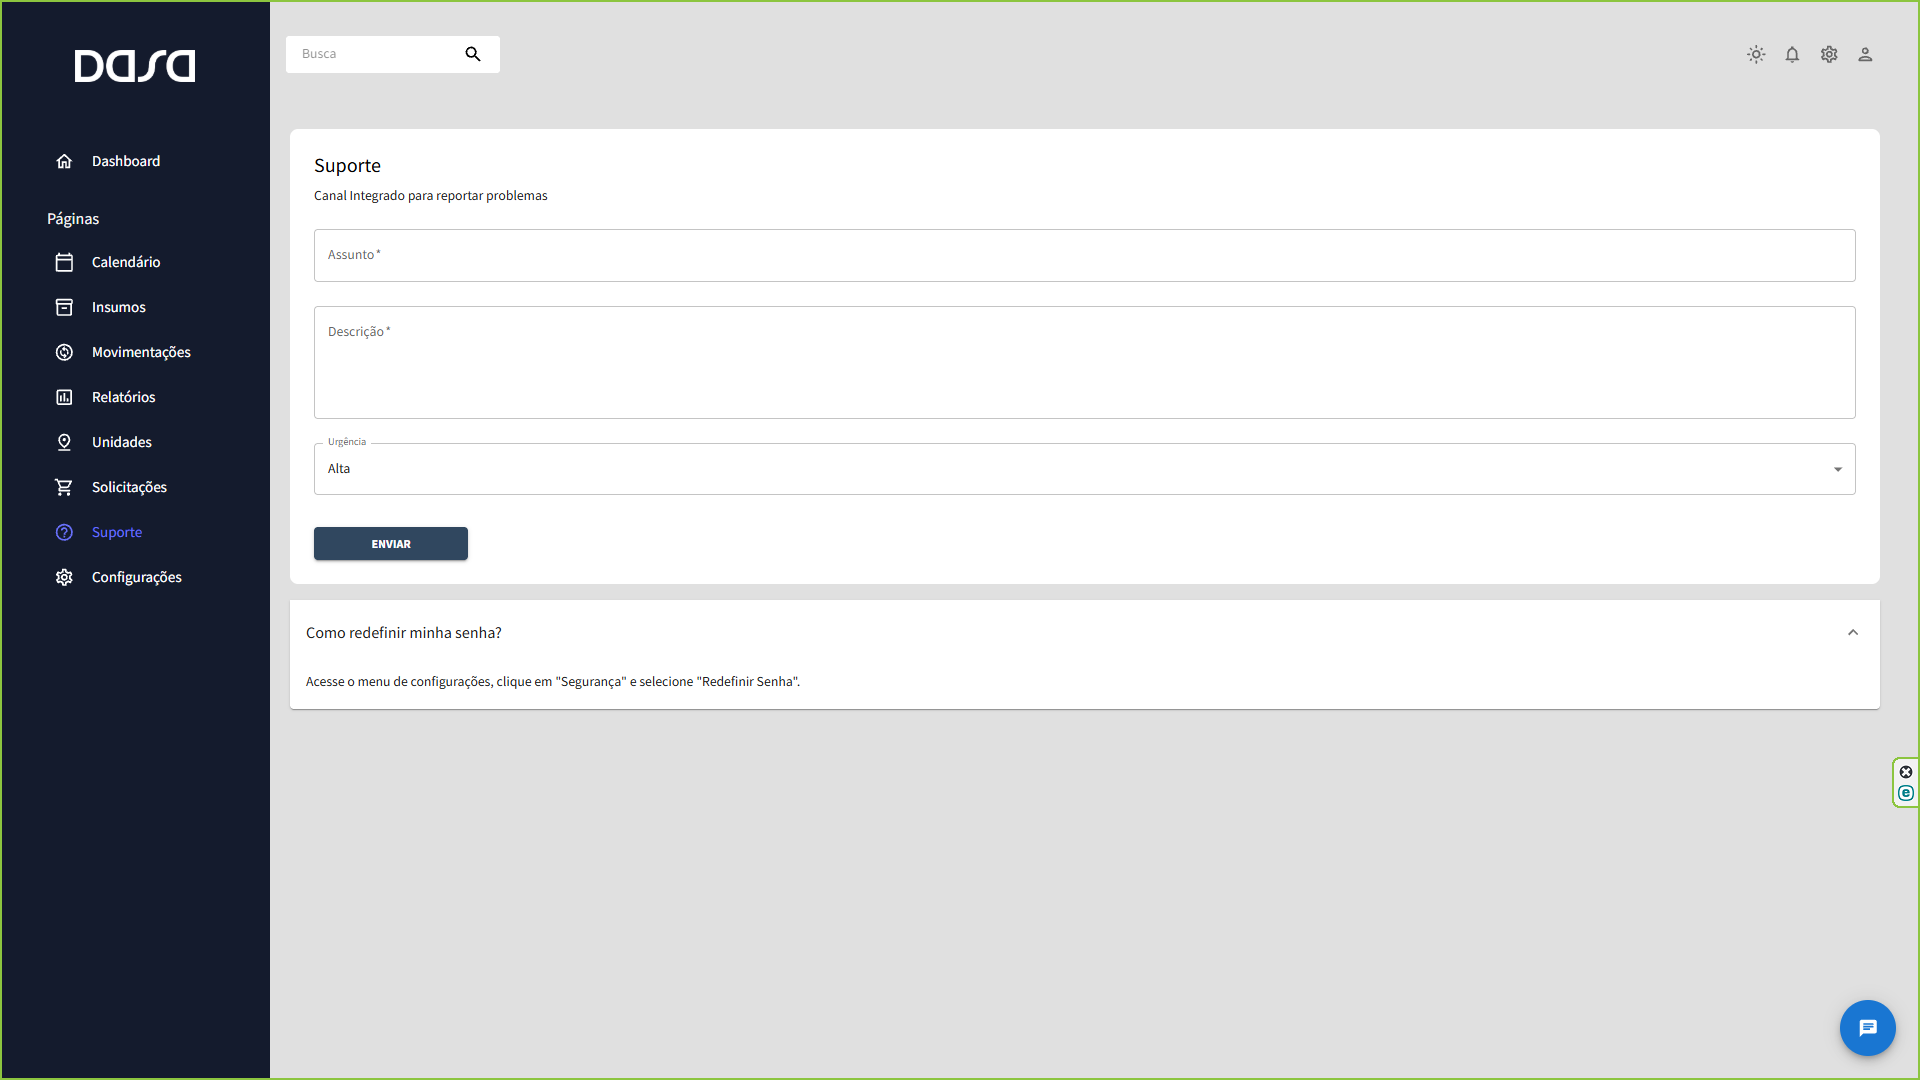 Dasa
Dashboard
Páginas
Calendário
Insumos
Movimentações
Relatórios
Unidades
Solicitações
Suporte
Configurações
Busca
Suporte
Canal Integrado para reportar problemas
Assunto *
Descrição *
Urgência
Alta
ENVIAR
Como redefinir minha senha?
Acesse o menu de configurações, clique em "Segurança" e selecione "Redefinir Senha".